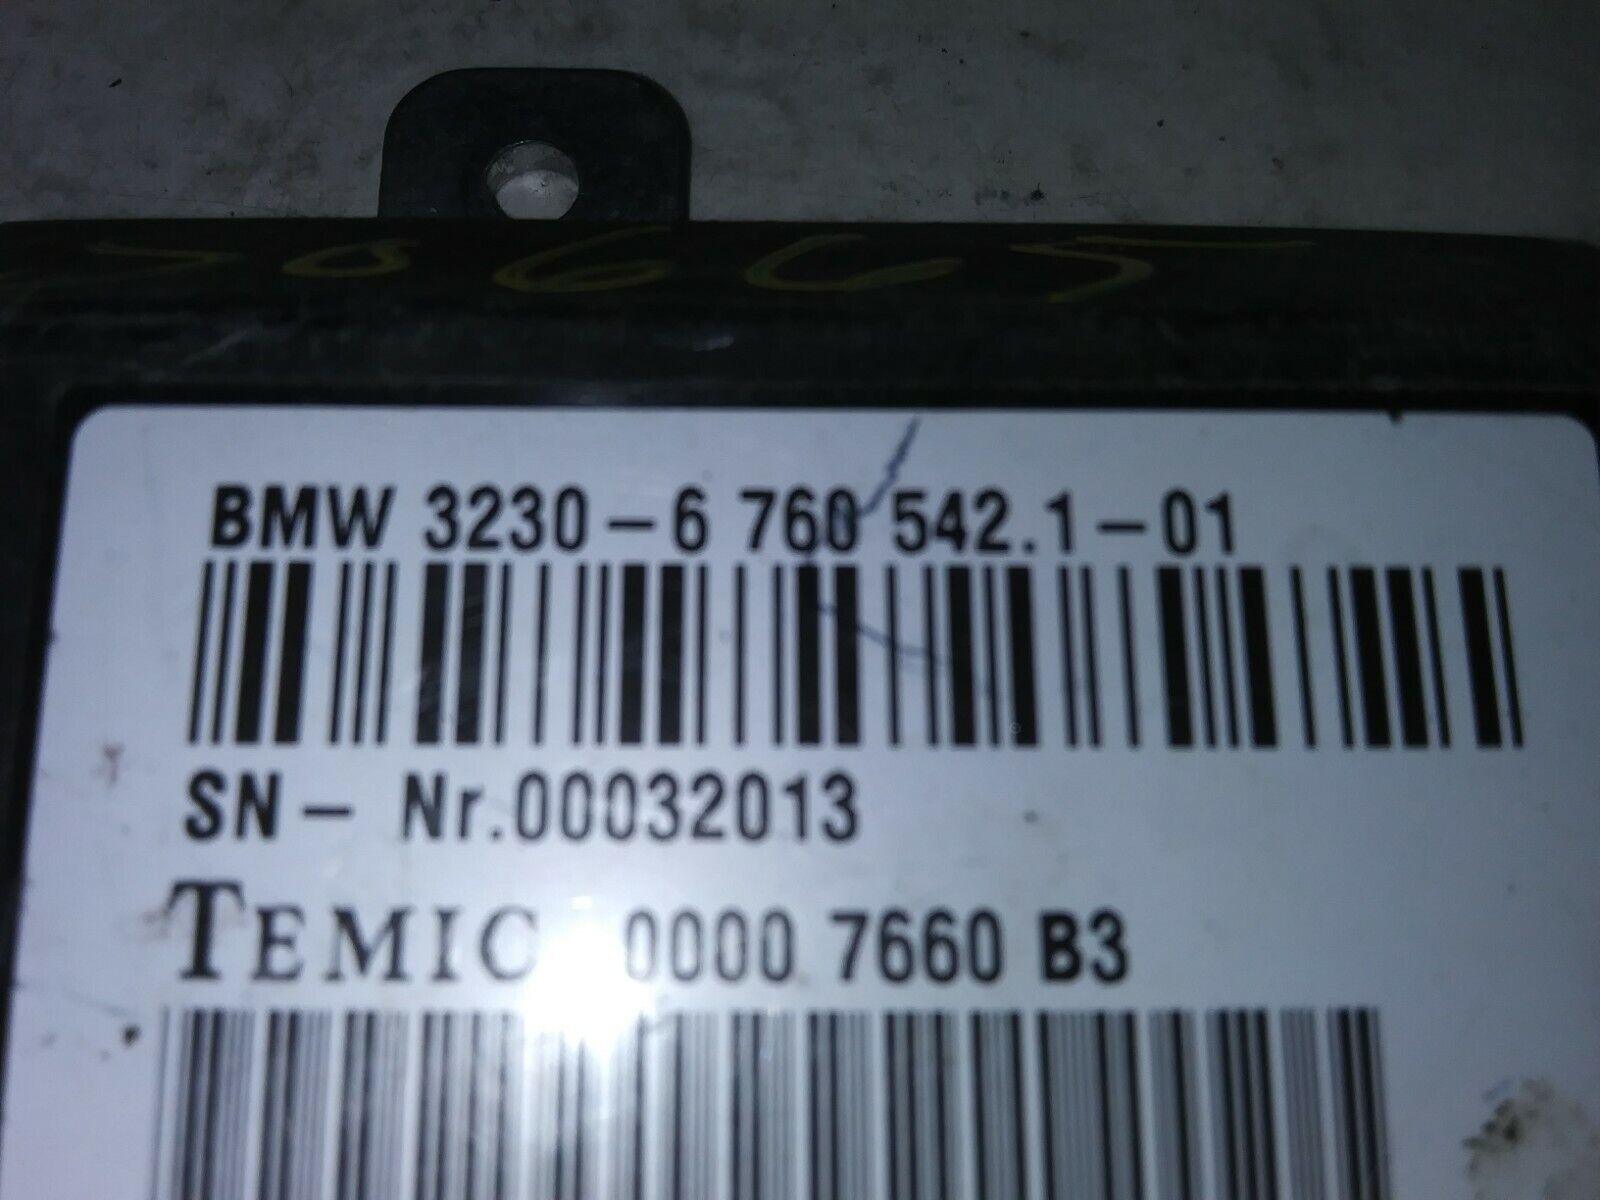 BMW 3230-6 760 542.1-01
SN- Nr.00032013
TEMIC 0000 7660 B3